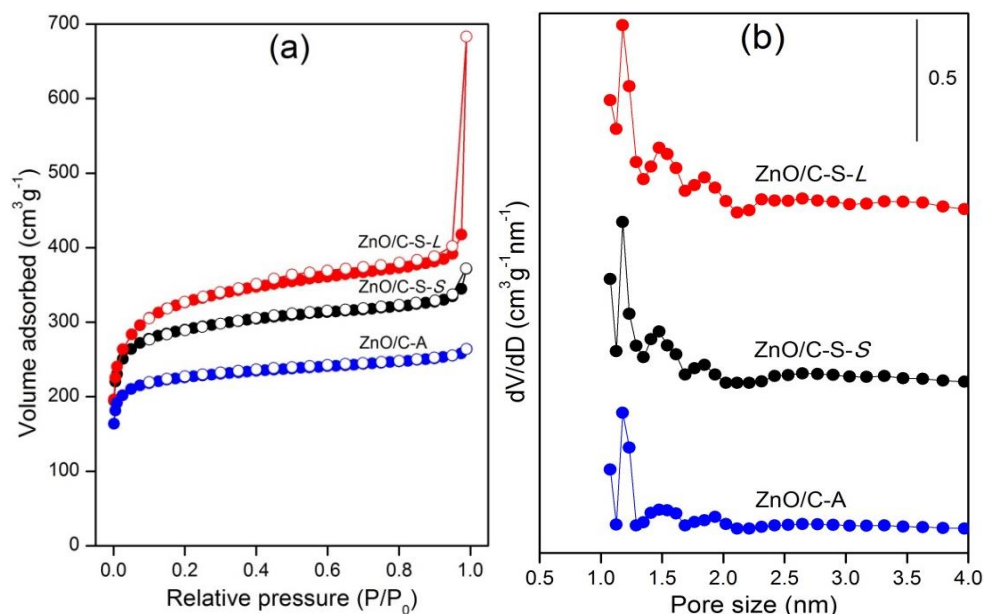 (a)
700
600
500
400
300
200
100
0
Volume adsorbed (cm³g⁻¹)
ZnO/C-S-L
ZnO/C-S-S
ZnO/C-A
0.0 0.2 0.4 0.6 0.8 1.0
Relative pressure (P/P₀)
(b)
0.5
dV/dD (cm³g⁻¹nm⁻¹)
ZnO/C-S-L
ZnO/C-S-S
ZnO/C-A
0.5 1.0 1.5 2.0 2.5 3.0 3.5 4.0
Pore size (nm)